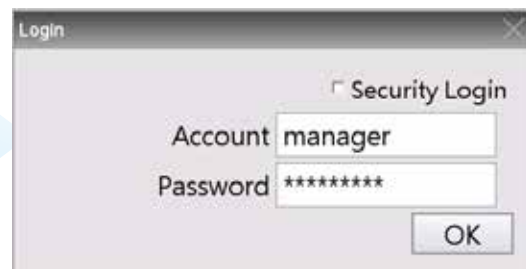 Login
Security Login
Account manager
Password *********
OK